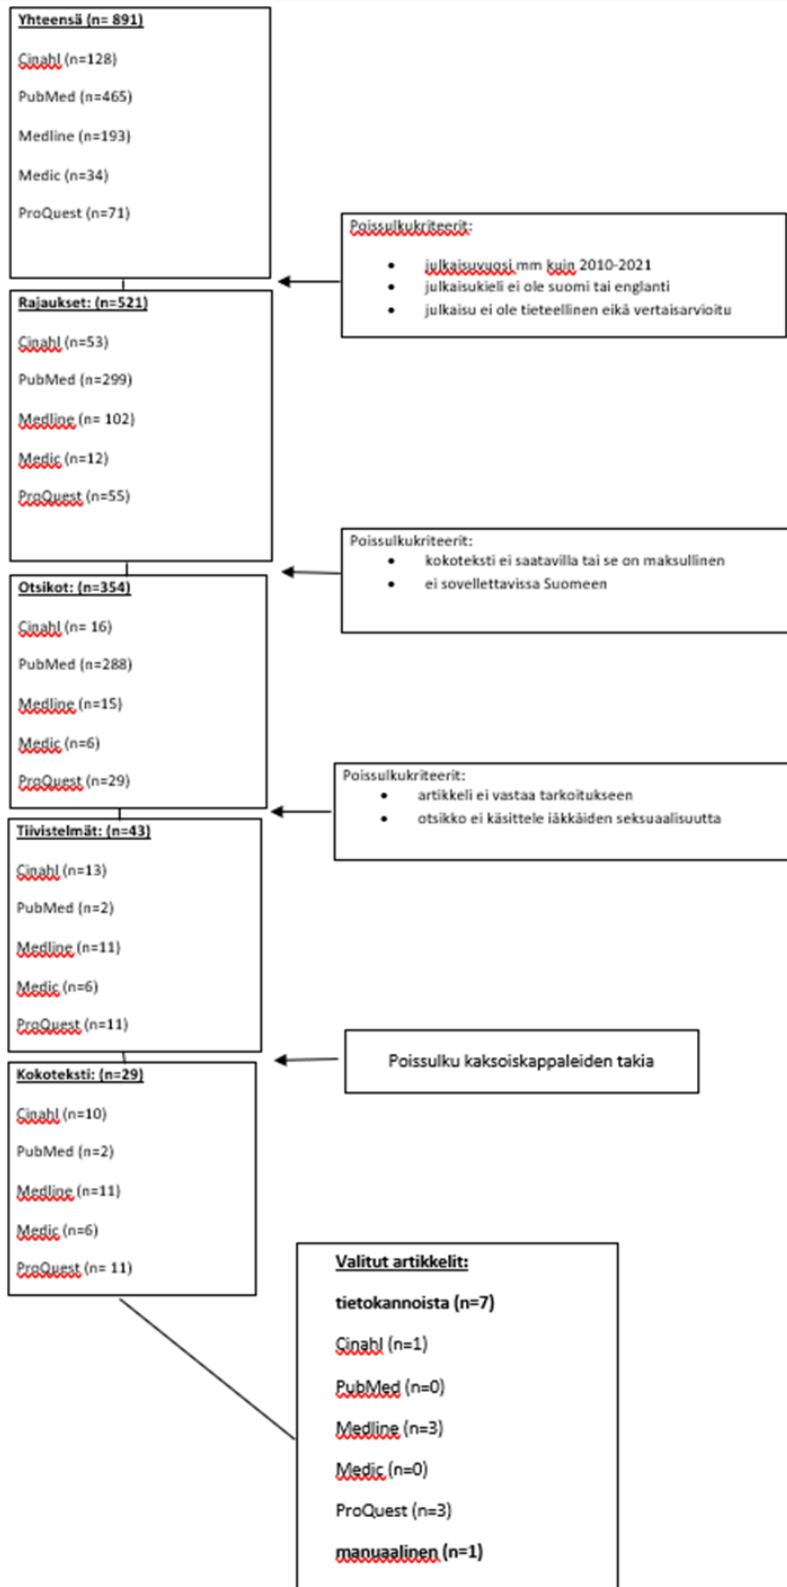 Yhteensä (n= 891)
Cinahl (n=128)
PubMed (n=465)
Medline (n=193)
Medic (n=34)
ProQuest (n=71)
Poissulkukriteerit:
• julkaisuvuosi mm kuin 2010-2021
• julkaisukieli ei ole suomi tai englanti
• julkaisu ei ole tieteellinen eikä vertaisarvioitu
Rajaukset: (n=521)
Cinahl (n=53)
PubMed (n=299)
Medline (n= 102)
Medic (n=12)
ProQuest (n=55)
Poissulkukriteerit:
• kokoteksti ei saatavilla tai se on maksullinen
• ei sovellettavissa Suomeen
Otsikot: (n=354)
Cinahl (n= 16)
PubMed (n=288)
Medline (n=15)
Medic (n=6)
ProQuest (n=29)
Poissulkukriteerit:
• artikkeli ei vastaa tarkoitukseen
• otsikko ei käsittele iäkkäiden seksuaalisuutta
Tiivistelmät: (n=43)
Cinahl (n=13)
PubMed (n=2)
Medline (n=11)
Medic (n=6)
ProQuest (n=11)
Poissulku kaksoiskappaleiden takia
Kokoteksti: (n=29)
Cinahl (n=10)
PubMed (n=2)
Medline (n=11)
Medic (n=6)
ProQuest (n= 11)
Valitut artikkelit:
tietokannoista (n=7)
Cinahl (n=1)
PubMed (n=0)
Medline (n=3)
Medic (n=0)
ProQuest (n=3)
manuaalinen (n=1)